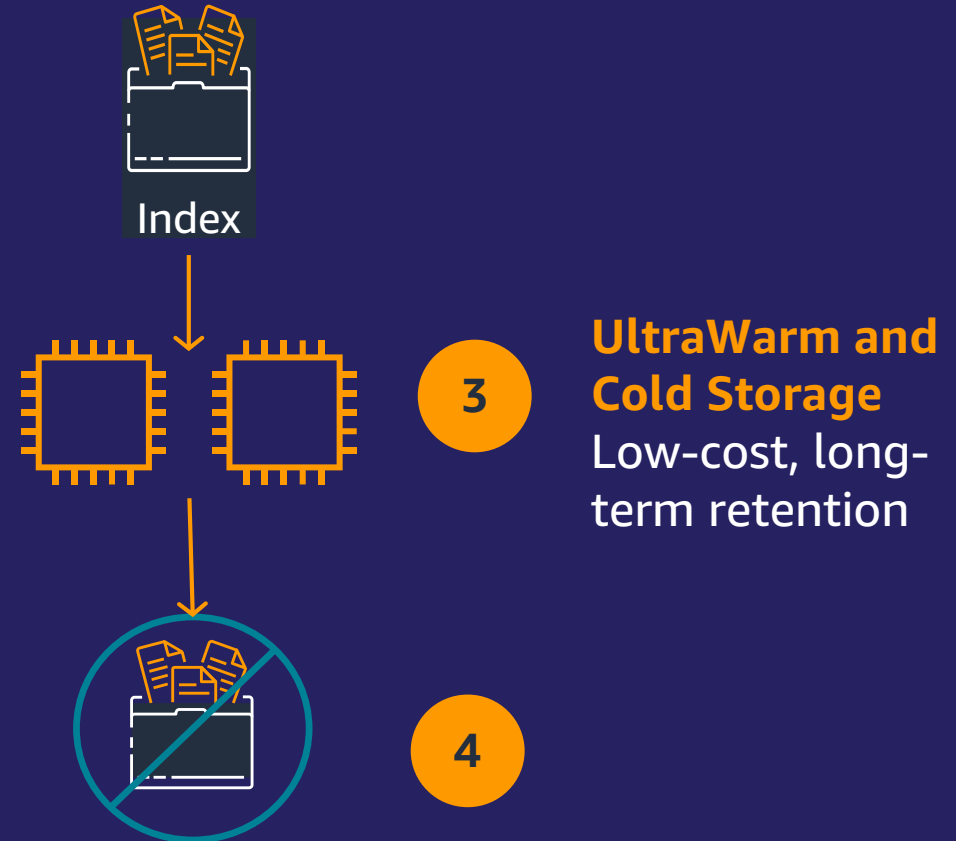 Index
3
UltraWarm and
Cold Storage
Low-cost, long-
term retention
4